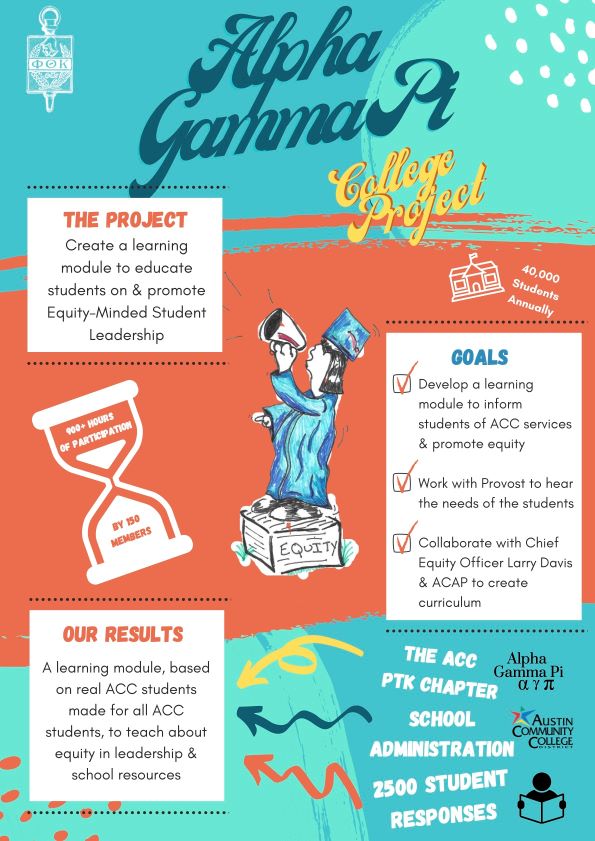 ΦΘΚ
Alpha
Gamma Pi
College
Project
THE PROJECT
Create a learning
module to educate
students on & promote
Equity-Minded Student
Leadership
40,000
Students
Annually
900+ HOURS
OF PARTICIPATION
BY 150
MEMBERS
EQUITY
GOALS
Develop a learning
module to inform
students of ACC services
& promote equity
Work with Provost to hear
the needs of the students
Collaborate with Chief
Equity Officer Larry Davis
& ACAP to create
curriculum
OUR RESULTS
A learning module, based
on real ACC students
made for all ACC
students, to teach about
equity in leadership &
school resources
THE ACC
PTK CHAPTER
Alpha
Gamma Pi
α γ π
SCHOOL
ADMINISTRATION
AUSTIN
COMMUNITY
COLLEGE
DISTRICT
2500 STUDENT
RESPONSES